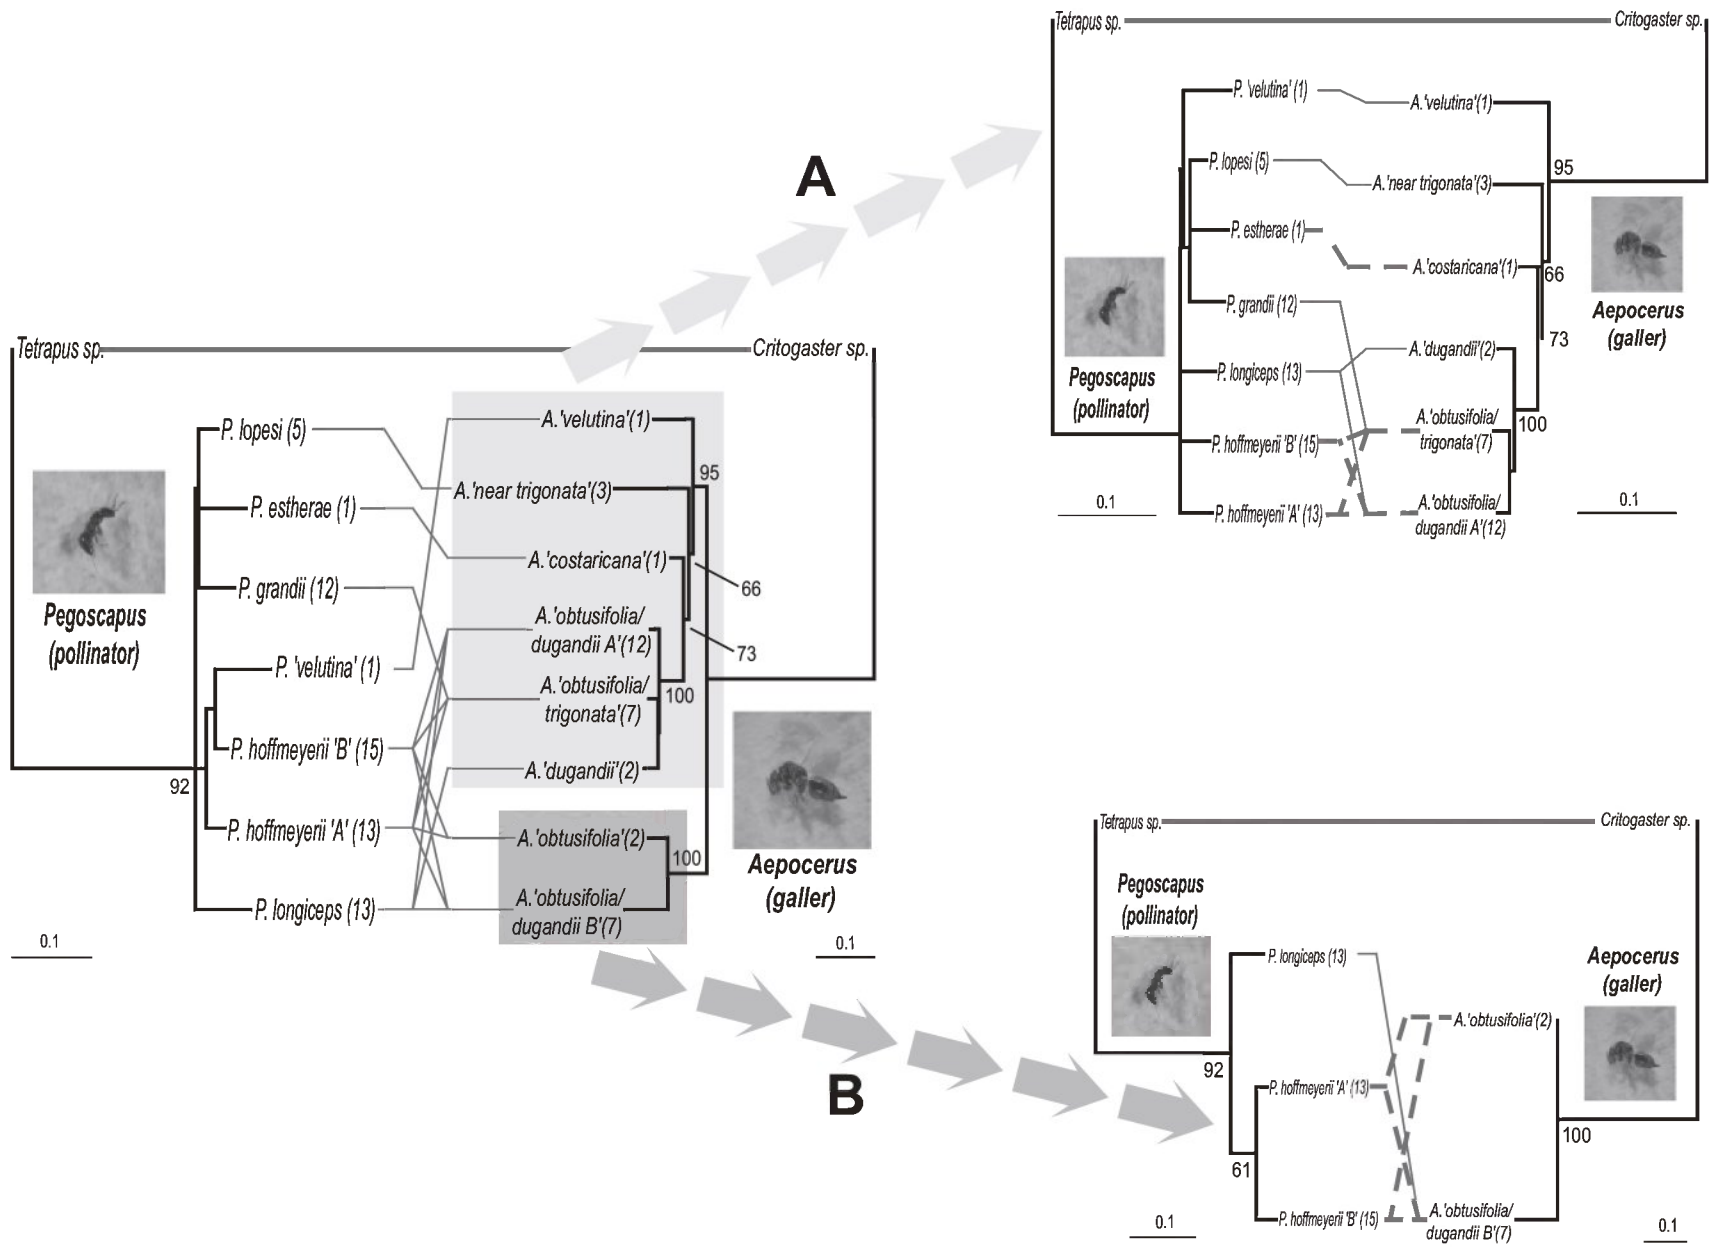 Tetrapus sp.
Critogaster sp.
P. lopesi (5)
P. estherae (1)
P. grandii (12)
P. 'velutina' (1)
P. hoffmeyerii 'B' (15)
P. hoffmeyerii 'A' (13)
P. longiceps (13)
92
Pegoscapus
(pollinator)
0.1
A.'velutina'(1)
A.'near trigonata'(3)
A.'costaricana'(1)
A.'obtusifolia/
dugandii A'(12)
A.'obtusifolia/
trigonata'(7)
A.'dugandii'(2)
A.'obtusifolia'(2)
A.'obtusifolia/
dugandii B'(7)
95
66
73
100
100
Aepocerus
(galler)
0.1
A
Tetrapus sp.
Critogaster sp.
P. 'velutina' (1)
P. lopesi (5)
P. estherae (1)
P. grandii (12)
P. longiceps (13)
P. hoffmeyerii 'B' (15)
P. hoffmeyerii 'A' (13)
Pegoscapus
(pollinator)
0.1
A.'velutina'(1)
A.'near trigonata'(3)
A.'costaricana'(1)
A.'dugandii'(2)
A.'obtusifolia/
trigonata'(7)
A.'obtusifolia/
dugandii A'(12)
95
66
73
100
Aepocerus
(galler)
0.1
B
Tetrapus sp.
Critogaster sp.
Pegoscapus
(pollinator)
P. longiceps (13)
P. hoffmeyerii 'A' (13)
P. hoffmeyerii 'B' (15)
92
61
0.1
A.'obtusifolia'(2)
A.'obtusifolia/
dugandii B'(7)
100
Aepocerus
(galler)
0.1